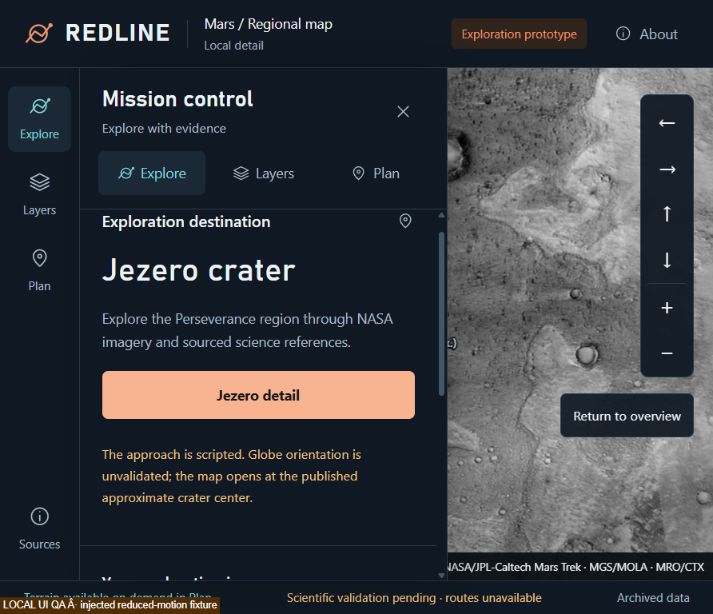 REDLINE
Mars / Regional map
Local detail
Exploration prototype
About
Explore
Layers
Plan
Sources
Mission control
Explore with evidence
Explore
Layers
Plan
Exploration destination
Jezero crater
Explore the Perseverance region through NASA
imagery and sourced science references.
Jezero detail
The approach is scripted. Globe orientation is
unvalidated; the map opens at the published
approximate crater center.
Return to overview
NASA/JPL-Caltech Mars Trek · MGS/MOLA · MRO/CTX
Terrain available on demand in Plan
LOCAL UI QA Â· injected reduced-motion fixture
Scientific validation pending · routes unavailable
Archived data